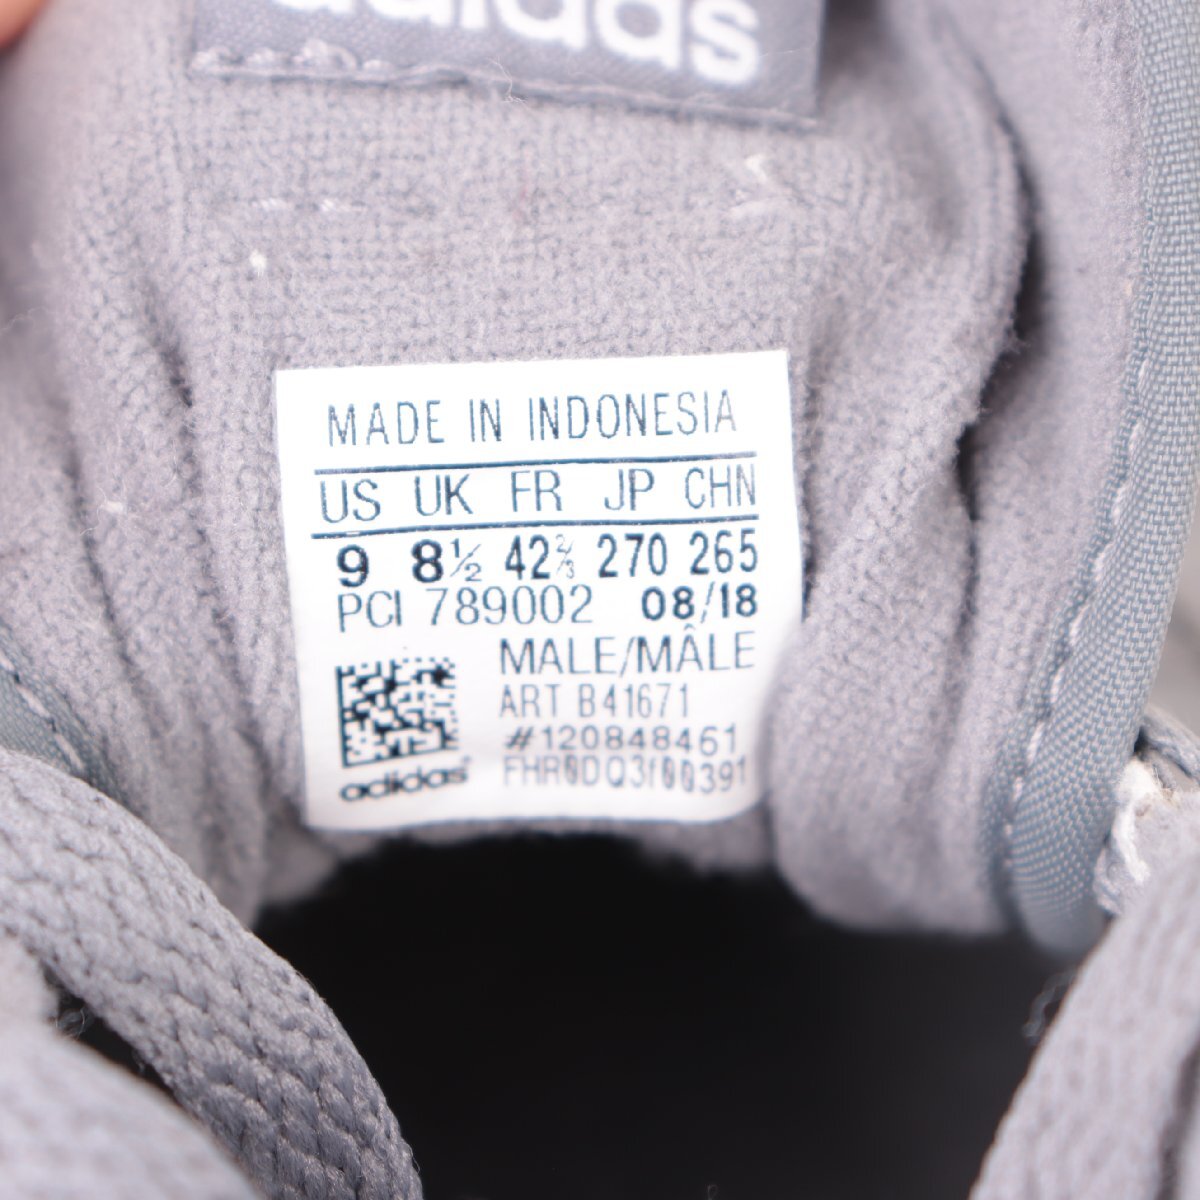 adidas
MADE IN INDONESIA
US UK FR JP CHN
9 8½ 42⅔ 270 265
PCI 789002 08/18
MALE/MÂLE
ART B41671
#120848461
FHR0DQ3f00391
adidas